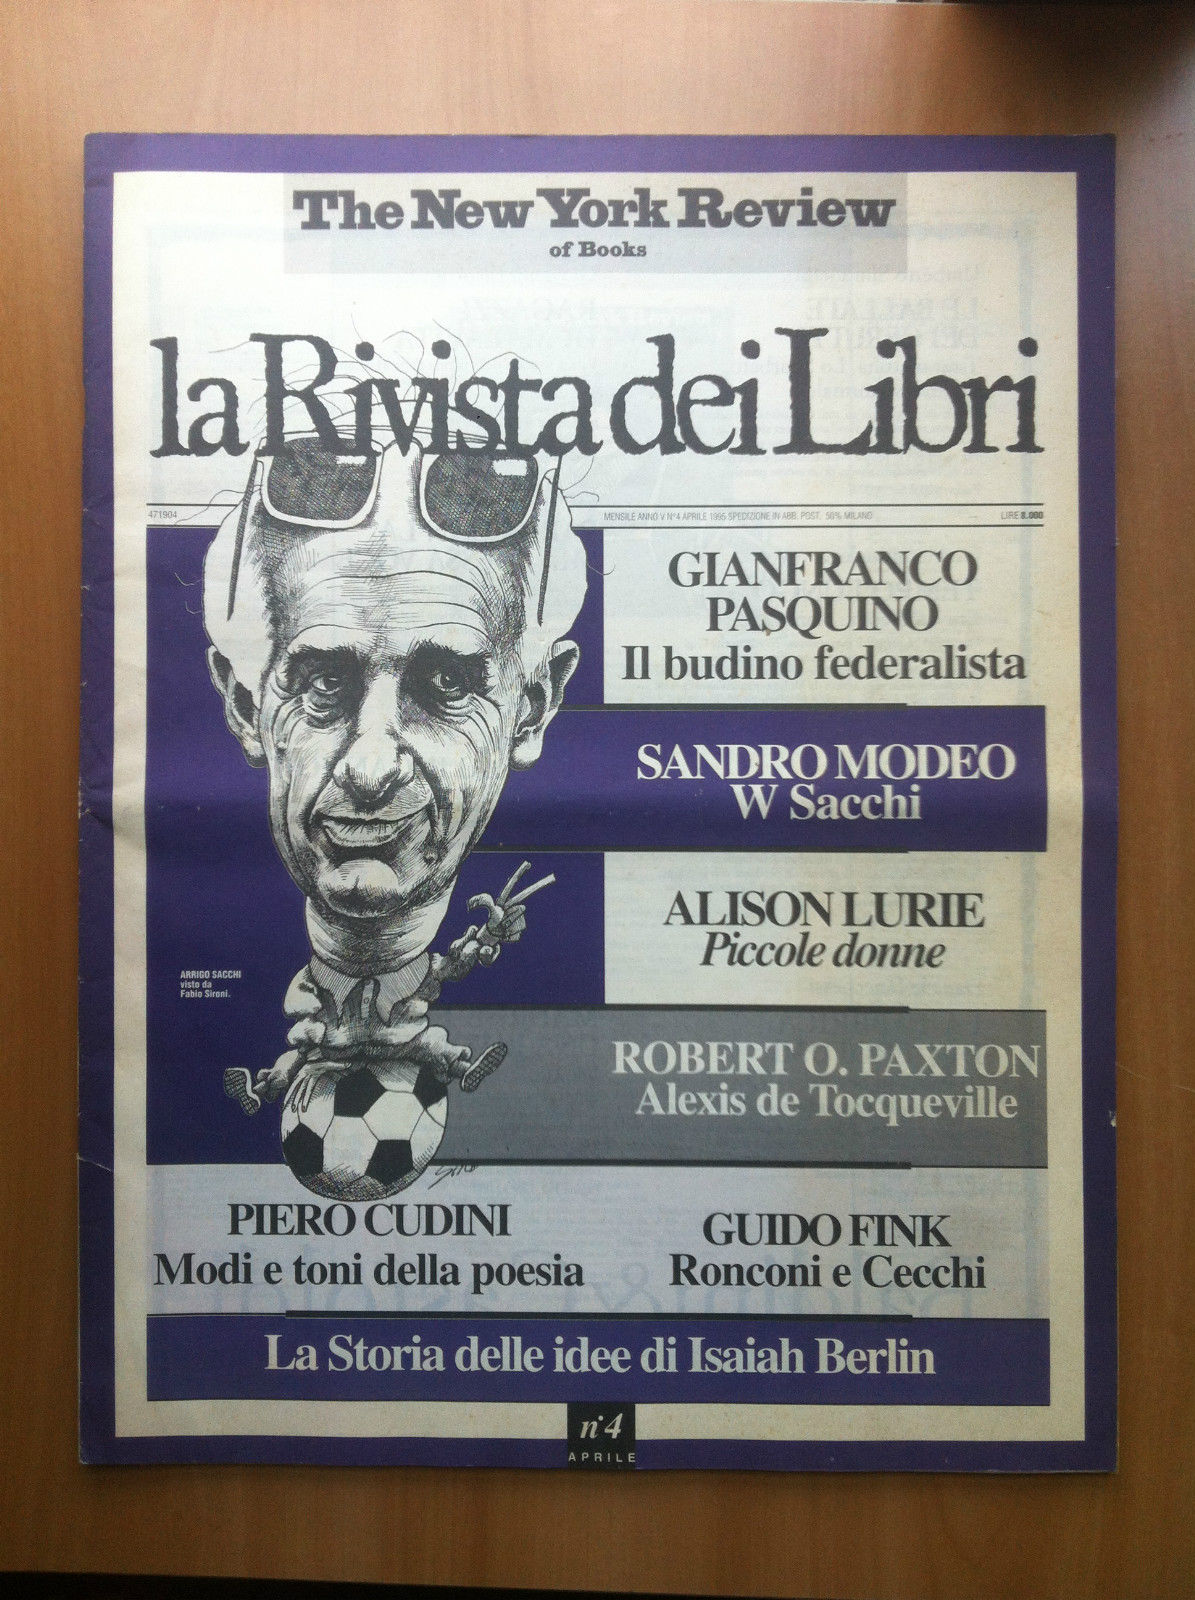 The New York Review
of Books
la Rivista dei Libri
471904
MENSILE ANNO V N°4 APRILE 1995 SPEDIZIONE IN ABB. POST. 50% MILANO
LIRE 8.000
GIANFRANCO
PASQUINO
Il budino federalista
SANDRO MODEO
W Sacchi
ALISON LURIE
Piccole donne
ARRIGO SACCHI
visto da
Fabio Sironi.
ROBERT O. PAXTON
Alexis de Tocqueville
PIERO CUDINI
Modi e toni della poesia
GUIDO FINK
Ronconi e Cecchi
La Storia delle idee di Isaiah Berlin
n°4
APRILE